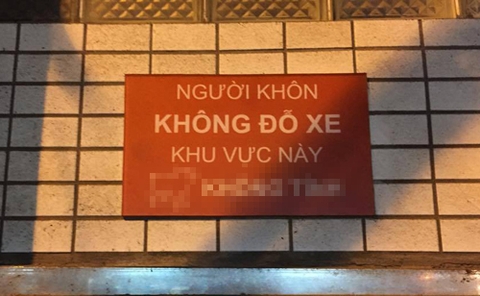 NGƯỜI KHÔN
KHÔNG ĐỖ XE
KHU VỰC NÀY